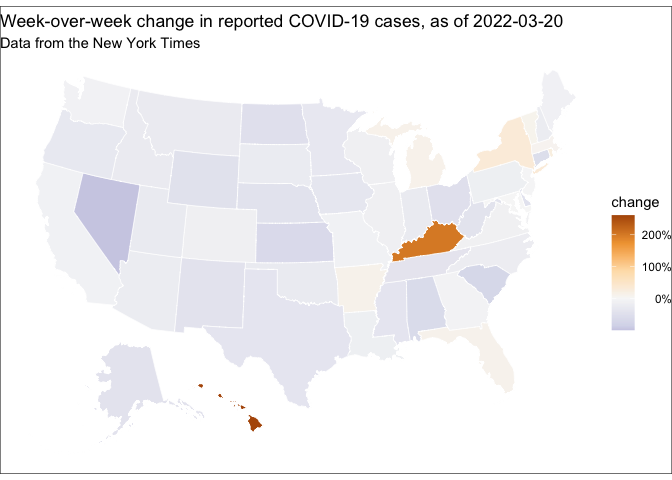 Week-over-week change in reported COVID-19 cases, as of 2022-03-20
Data from the New York Times
change
200%
100%
0%